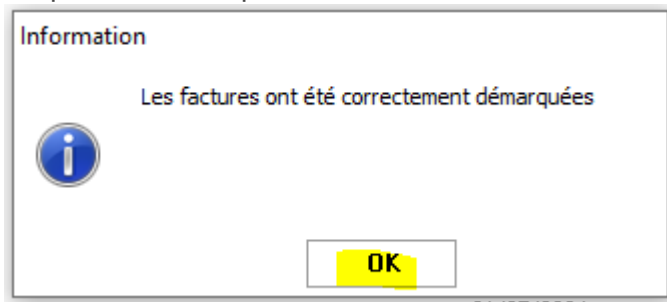 Information
Les factures ont été correctement démarquées
OK